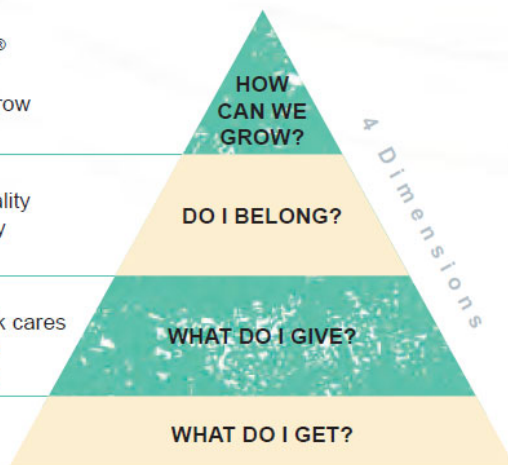 ®
row
HOW
CAN WE
GROW?
4 Dimensions
ality
y
DO I BELONG?
k cares
WHAT DO I GIVE?
WHAT DO I GET?